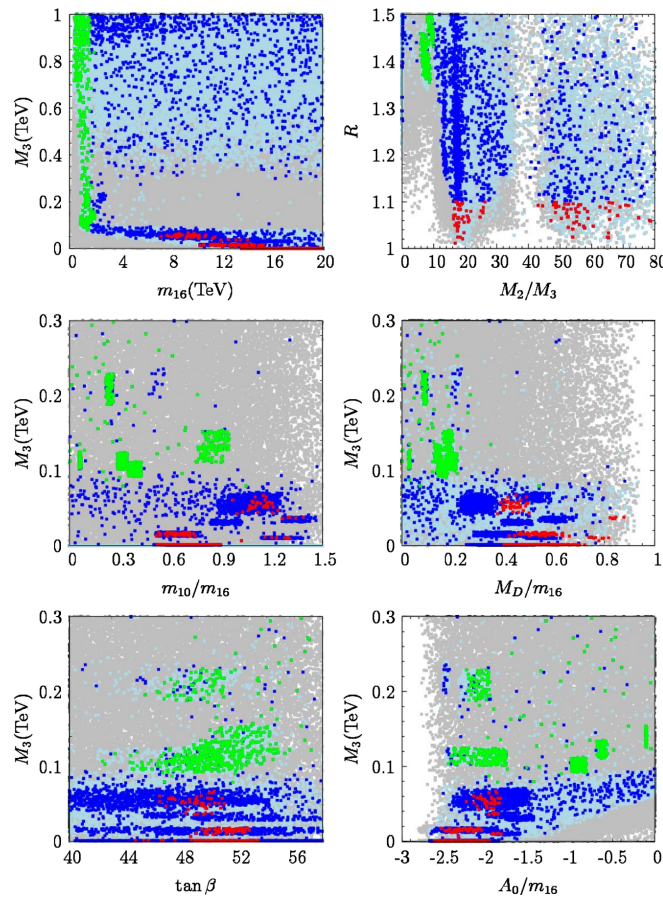 1
0.8
0.6
0.4
0.2
0
M₃(TeV)
0 4 8 12 16 20
m₁₆(TeV)
1.5
1.4
1.3
1.2
1.1
1
R
0 10 20 30 40 50 60 70 80
M₂/M₃
0.3
0.2
0.1
0
M₃(TeV)
0 0.3 0.6 0.9 1.2 1.5
m₁₀/m₁₆
0.3
0.2
0.1
0
M₃(TeV)
0 0.2 0.4 0.6 0.8 1
M_D/m₁₆
0.3
0.2
0.1
0
M₃(TeV)
40 44 48 52 56
tan β
0.3
0.2
0.1
0
M₃(TeV)
-3 -2.5 -2 -1.5 -1 -0.5 0
A₀/m₁₆